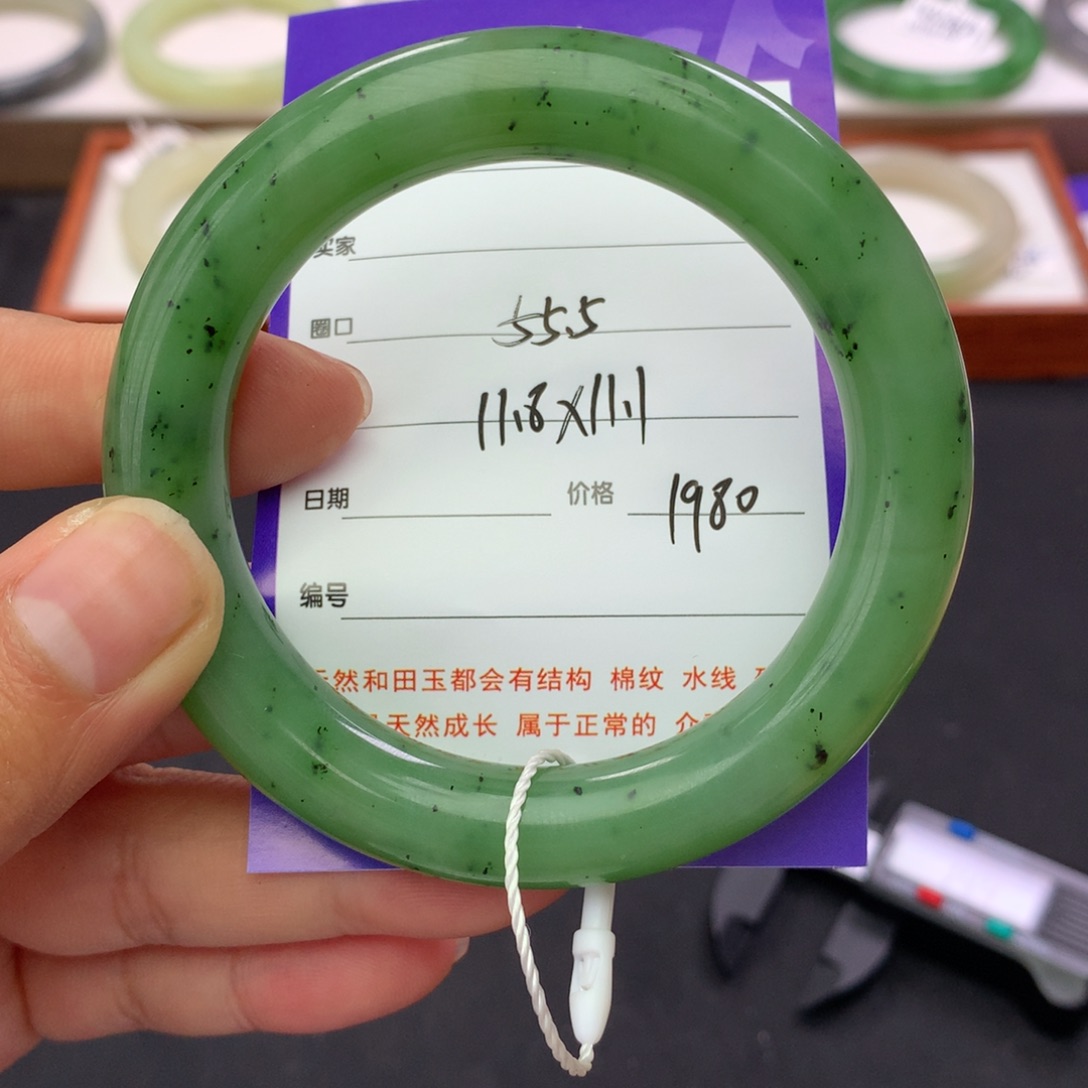 买家
圈口 55.5
11.8X11.1
日期 价格 1980
编号
然和田玉都会有结构 棉纹 水线
天然成长 属于正常的 介